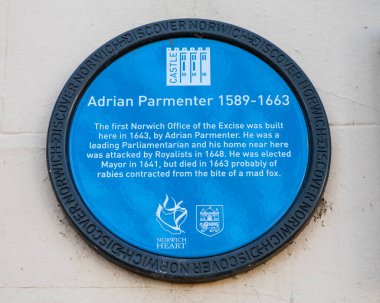 DISCOVER NORWICH DISCOVER NORWICH DISCOVER NORWICH DISCOVER NORWICH
CASTLE
Adrian Parmenter 1589-1663
The first Norwich Office of the Excise was built
here in 1643, by Adrian Parmenter. He was a
leading Parliamentarian and his home near here
was attacked by Royalists in 1648. He was elected
Mayor in 1641, but died in 1663 probably of
rabies contracted from the bite of a mad fox.
NORWICH
HEART